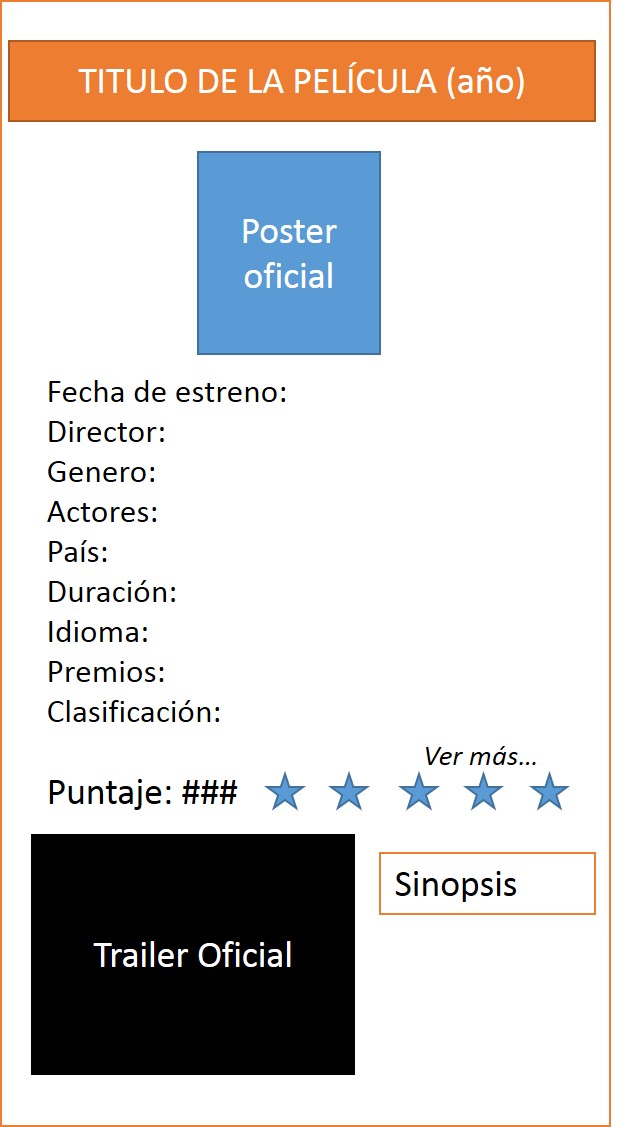 TITULO DE LA PELÍCULA (año)
Poster
oficial
Fecha de estreno:
Director:
Genero:
Actores:
País:
Duración:
Idioma:
Premios:
Clasificación:
Ver más...
Puntaje: ###
Trailer Oficial
Sinopsis